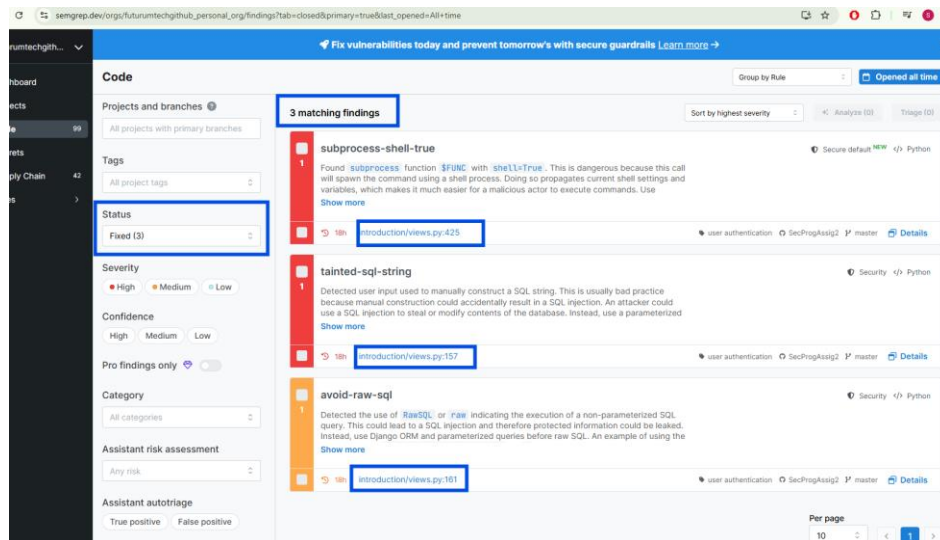 semgrep.dev/orgs/futurumtechgithub_personal_org/findings?tab=closed&primary=true&last_opened=All+time
Fix vulnerabilities today and prevent tomorrow's with secure guardrails Learn more →
urumtechgith...
hboard
ects
le 99
rets
ply Chain 42
es
Code
Group by Rule
Opened all time
Projects and branches
All projects with primary branches
Tags
All project tags
Status
Fixed (3)
Severity
High Medium Low
Confidence
High Medium Low
Pro findings only
Category
All categories
Assistant risk assessment
Any risk
Assistant autotriage
True positive False positive
3 matching findings
Sort by highest severity
Analyze (0)
Triage (0)
1
subprocess-shell-true
Secure default NEW </> Python
Found subprocess function $FUNC with shell=True . This is dangerous because this call
will spawn the command using a shell process. Doing so propagates current shell settings and
variables, which makes it much easier for a malicious actor to execute commands. Use
Show more
18h introduction/views.py:425 user authentication SecProgAssig2 master Details
1
tainted-sql-string
Security </> Python
Detected user input used to manually construct a SQL string. This is usually bad practice
because manual construction could accidentally result in a SQL injection. An attacker could
use a SQL injection to steal or modify contents of the database. Instead, use a parameterized
Show more
18h introduction/views.py:157 user authentication SecProgAssig2 master Details
1
avoid-raw-sql
Security </> Python
Detected the use of RawSQL or raw indicating the execution of a non-parameterized SQL
query. This could lead to a SQL injection and therefore protected information could be leaked.
Instead, use Django ORM and parameterized queries before raw SQL. An example of using the
Show more
18h introduction/views.py:161 user authentication SecProgAssig2 master Details
Per page
10
1